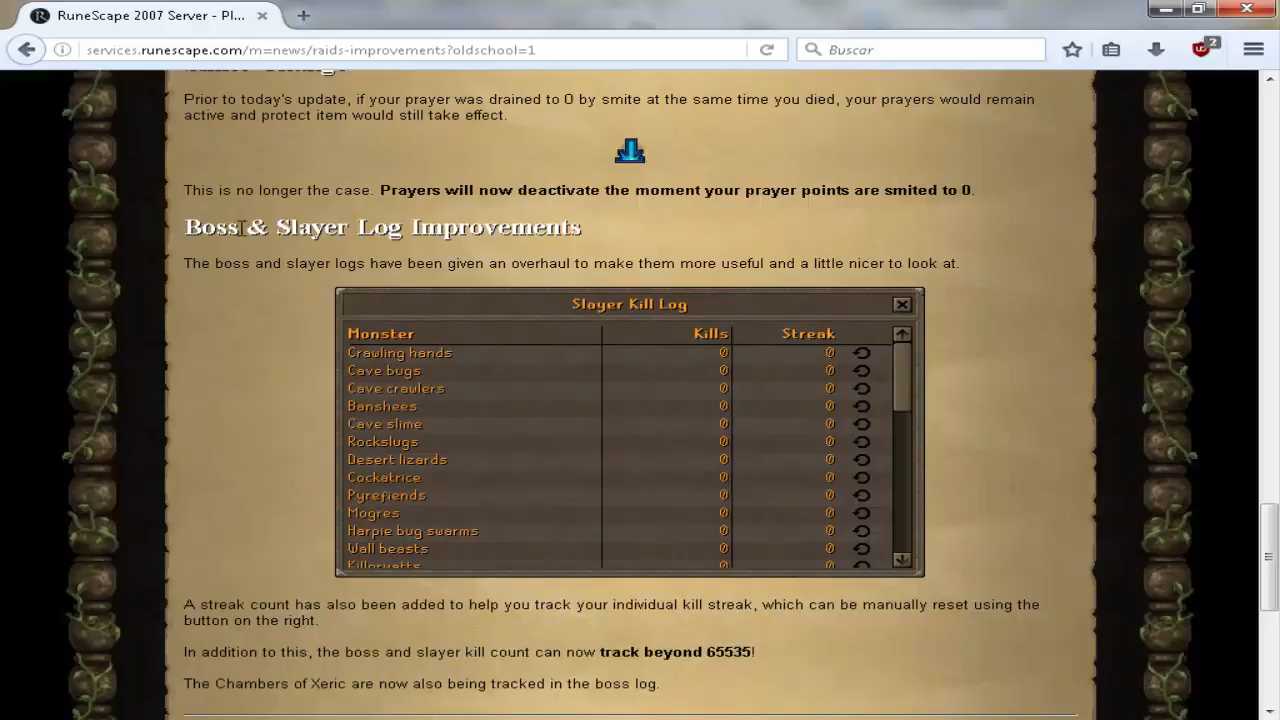 RuneScape 2007 Server - Pl...
services.runescape.com/m=news/raids-improvements?oldschool=1
Buscar
2
Prior to today's update, if your prayer was drained to 0 by smite at the same time you died, your prayers would remain
active and protect item would still take effect.
This is no longer the case. Prayers will now deactivate the moment your prayer points are smited to 0.
Boss & Slayer Log Improvements
The boss and slayer logs have been given an overhaul to make them more useful and a little nicer to look at.
Slayer Kill Log
Monster Kills Streak
Crawling hands 0 0
Cave bugs 0 0
Cave crawlers 0 0
Banshees 0 0
Cave slime 0 0
Rockslugs 0 0
Desert lizards 0 0
Cockatrice 0 0
Pyrefiends 0 0
Mogres 0 0
Harpie bug swarms 0 0
Wall beasts 0 0
Killerwatts 0 0
A streak count has also been added to help you track your individual kill streak, which can be manually reset using the
button on the right.
In addition to this, the boss and slayer kill count can now track beyond 65535!
The Chambers of Xeric are now also being tracked in the boss log.